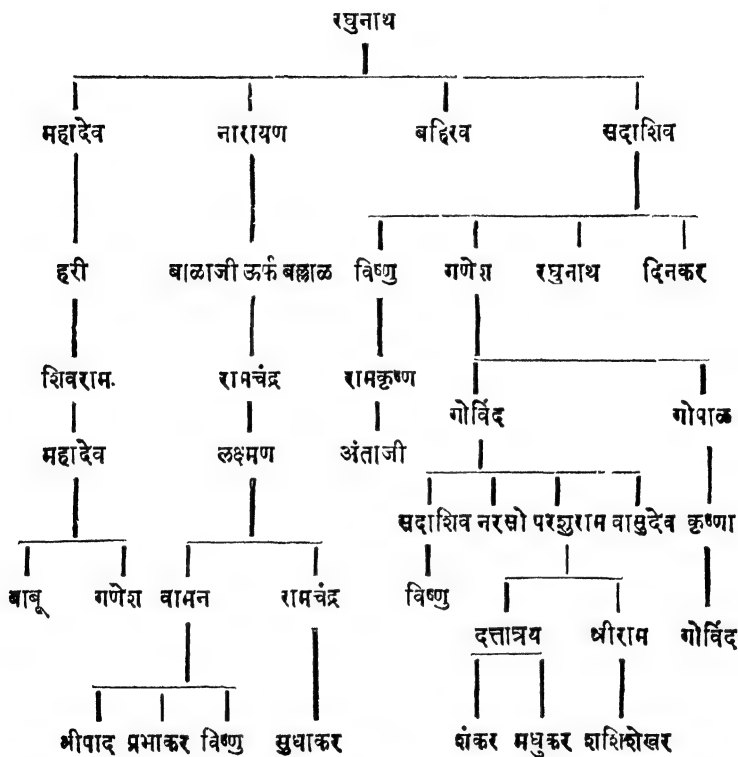 रघुनाथ
महादेव नारायण बहिरव सदाशिव
हरी बाळाजी ऊर्फ बल्लाळ विष्णु गणेश रघुनाथ दिनकर
शिवराम. रामचंद्र रामकृष्ण
गोविंद गोपाळ
महादेव लक्ष्मण अंताजी
सदाशिव नरसो परशुराम वासुदेव कृष्णा
बाबू गणेश वामन रामचंद्र विष्णु
दत्तात्रय श्रीराम गोविंद
श्रीपाद प्रभाकर विष्णु सुधाकर शंकर मधुकर शशिशेखर